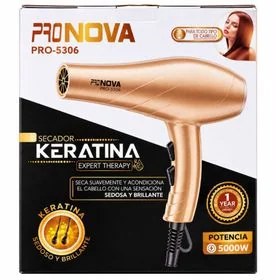 PRONOVA
PRO-5306
PARA TODO TIPO
DE CABELLO
PRONOVA
PRO-5306
SECADOR
KERATINA
EXPERT THERAPY
SECA SUAVEMENTE Y ACONDICIONA
EL CABELLO CON UNA SENSACIÓN
SEDOSA Y BRILLANTE
1 YEAR
KERATINA
SEDOSO Y BRILLANTE
POTENCIA
5000W